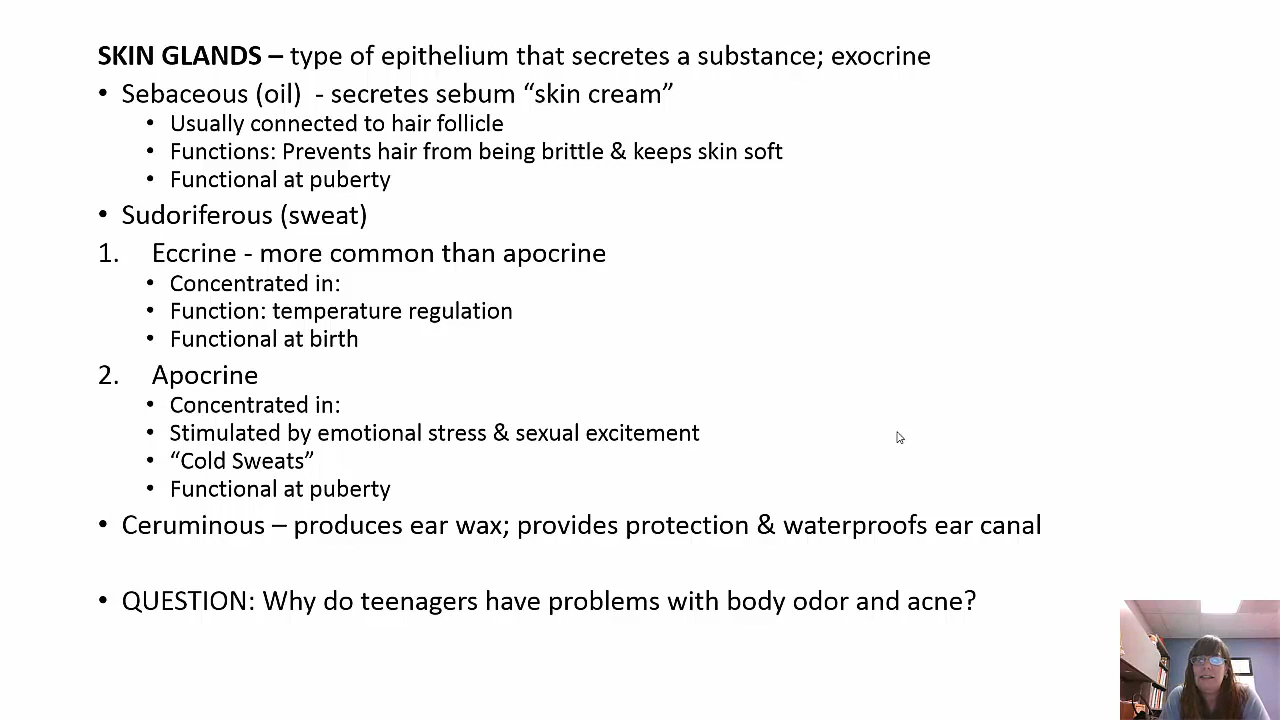 SKIN GLANDS – type of epithelium that secretes a substance; exocrine
• Sebaceous (oil) - secretes sebum “skin cream”
• Usually connected to hair follicle
• Functions: Prevents hair from being brittle & keeps skin soft
• Functional at puberty
• Sudoriferous (sweat)
1. Eccrine - more common than apocrine
• Concentrated in:
• Function: temperature regulation
• Functional at birth
2. Apocrine
• Concentrated in:
• Stimulated by emotional stress & sexual excitement
• “Cold Sweats”
• Functional at puberty
• Ceruminous – produces ear wax; provides protection & waterproofs ear canal
• QUESTION: Why do teenagers have problems with body odor and acne?